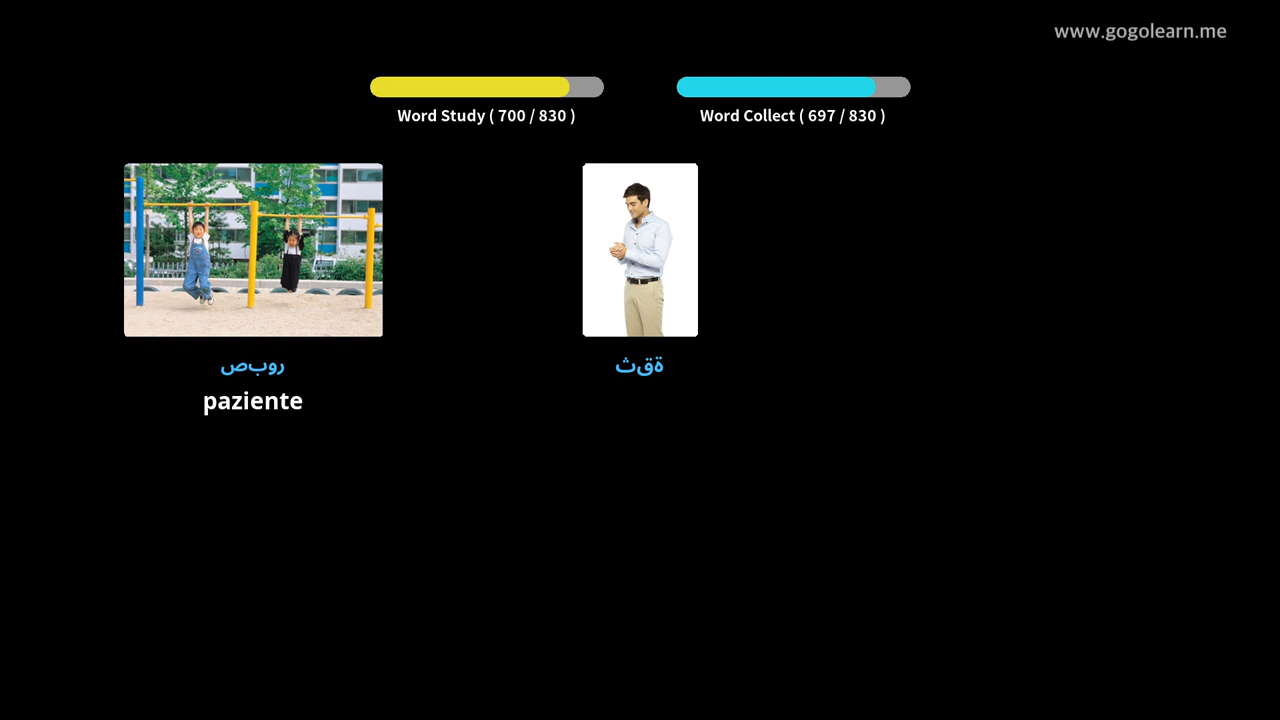 www.gogolearn.me
Word Study ( 700 / 830 )
Word Collect ( 697 / 830 )
روبص
paziente
ةقث